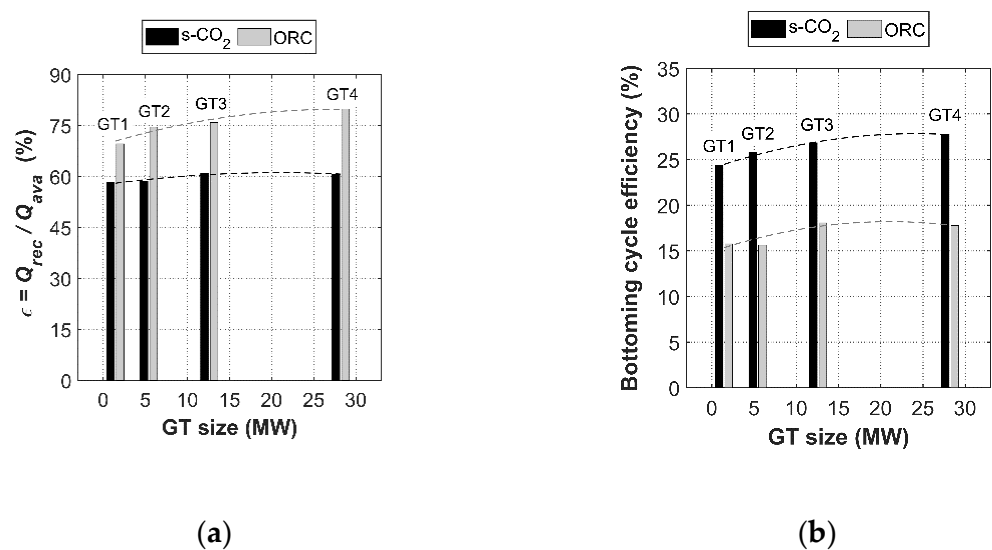 s-CO2 ORC
90
75
60
45
30
15
0
ϵ = Qrec / Qava (%)
GT1
GT2
GT3
GT4
0 5 10 15 20 25 30
GT size (MW)
(a)
s-CO2 ORC
35
30
25
20
15
10
5
0
Bottoming cycle efficiency (%)
GT1
GT2
GT3
GT4
0 5 10 15 20 25 30
GT size (MW)
(b)